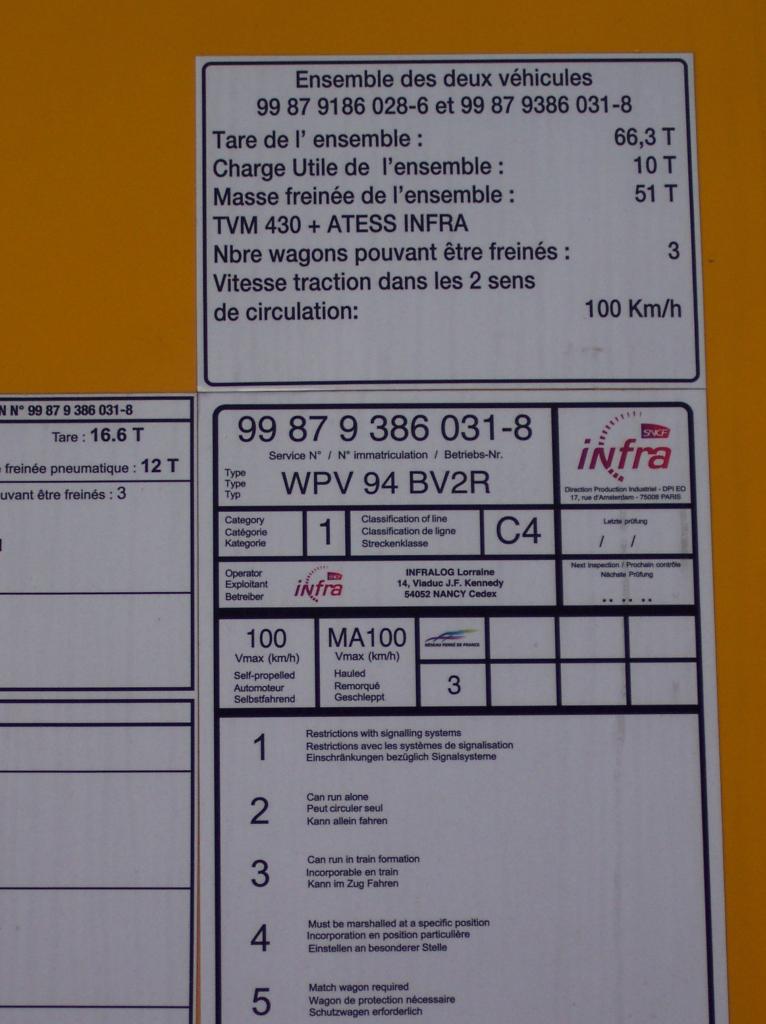 Ensemble des deux véhicules
99 87 9186 028-6 et 99 87 9386 031-8
Tare de l' ensemble : 66,3 T
Charge Utile de l'ensemble : 10 T
Masse freinée de l'ensemble : 51 T
TVM 430 + ATESS INFRA
Nbre wagons pouvant être freinés : 3
Vitesse traction dans les 2 sens
de circulation: 100 Km/h
N N° 99 87 9 386 031-8
Tare : 16.6 T
freinée pneumatique : 12 T
uvant être freinés : 3
99 87 9 386 031-8
Service N° / N° immatriculation / Betriebs-Nr.
Type
Type
Typ
WPV 94 BV2R
SNCF
infra
Direction Production Industriel - DPI EO
17, rue d'Amsterdam - 75008 PARIS
Category
Catégorie
Kategorie
1
Classification of line
Classification de ligne
Streckenklasse
C4
Letzte prüfung
/ /
Operator
Exploitant
Betreiber
SNCF
infra
INFRALOG Lorraine
14, Viaduc J.F. Kennedy
54052 NANCY Cedex
Next inspection / Prochain contrôle
Nächste Prüfung
.. .. ..
100
Vmax (km/h)
Self-propelled
Automoteur
Selbstfahrend
MA100
Vmax (km/h)
Hauled
Remorqué
Geschleppt
RÉSEAU FERRÉ DE FRANCE
3
1
Restrictions with signalling systems
Restrictions avec les systèmes de signalisation
Einschränkungen bezüglich Signalsysteme
2
Can run alone
Peut circuler seul
Kann allein fahren
3
Can run in train formation
Incorporable en train
Kann im Zug Fahren
4
Must be marshalled at a specific position
Incorporation en position particulière
Einstellen an besonderer Stelle
5
Match wagon required
Wagon de protection nécessaire
Schutzwagen erforderlich